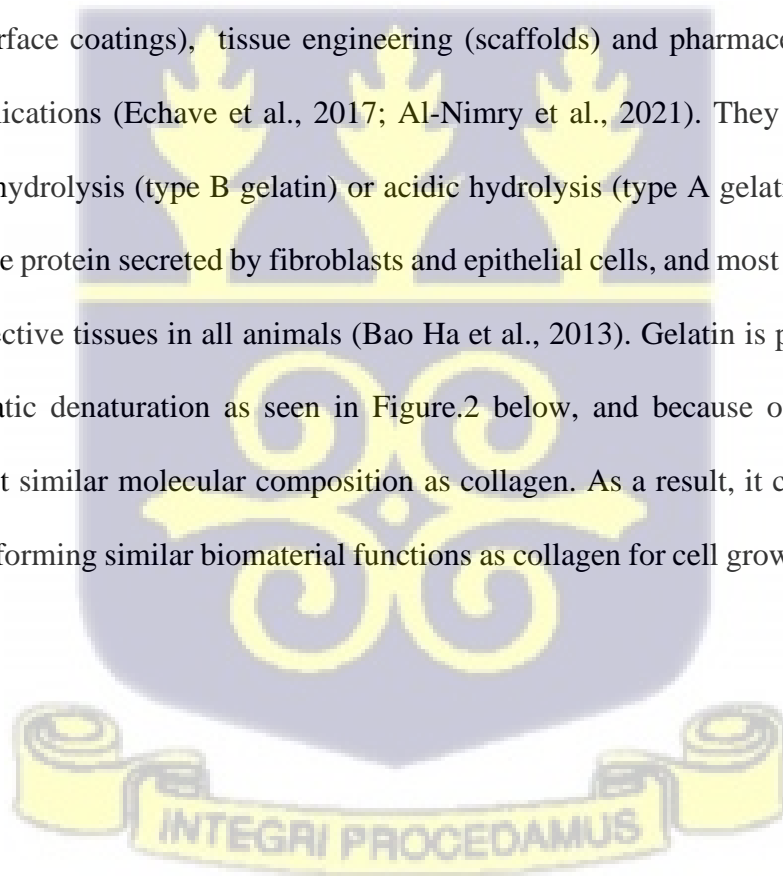 rface coatings), tissue engineering (scaffolds) and pharmace
lications (Echave et al., 2017; Al-Nimry et al., 2021). They
hydrolysis (type B gelatin) or acidic hydrolysis (type A gelat
e protein secreted by fibroblasts and epithelial cells, and most
ective tissues in all animals (Bao Ha et al., 2013). Gelatin is p
atic denaturation as seen in Figure.2 below, and because o
t similar molecular composition as collagen. As a result, it c
forming similar biomaterial functions as collagen for cell grow
INTEGRI PROCEDAMUS